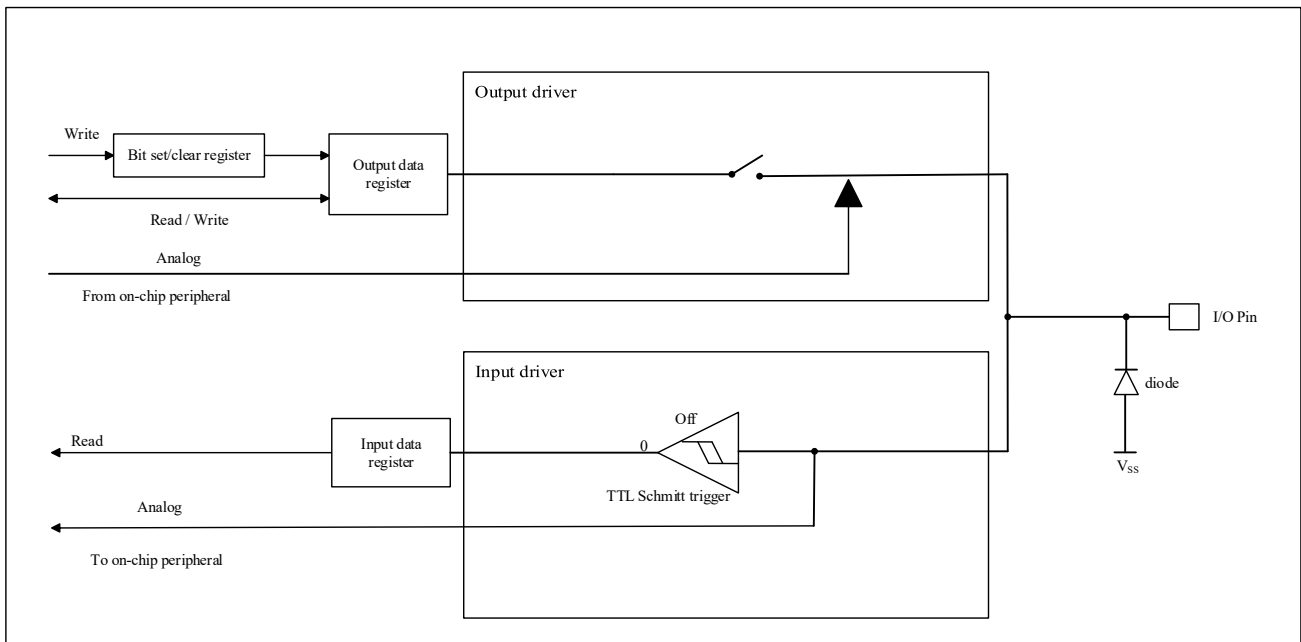 Output driver
Write
Bit set/clear register
Output data
register
Read / Write
Analog
From on-chip peripheral
I/O Pin
Input driver
diode
Off
Read
Input data
register
0
TTL Schmitt trigger
VSS
Analog
To on-chip peripheral